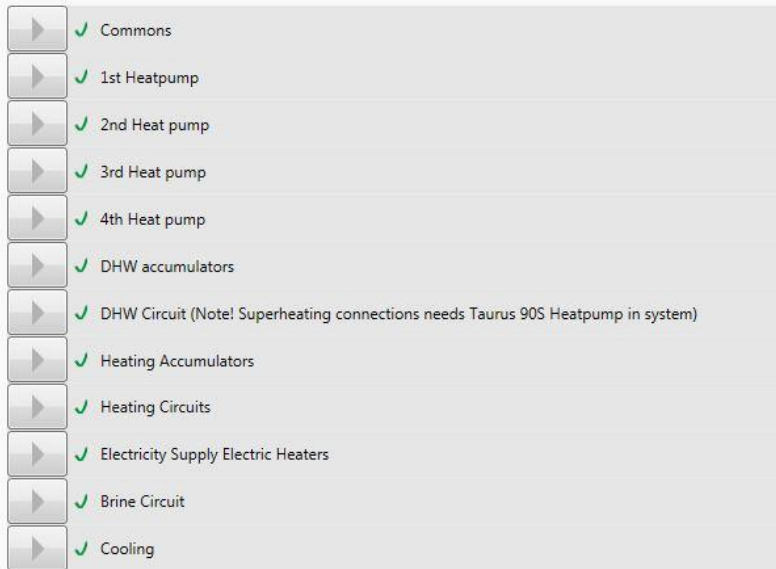 Commons
1st Heatpump
2nd Heat pump
3rd Heat pump
4th Heat pump
DHW accumulators
DHW Circuit (Note! Superheating connections needs Taurus 90S Heatpump in system)
Heating Accumulators
Heating Circuits
Electricity Supply Electric Heaters
Brine Circuit
Cooling